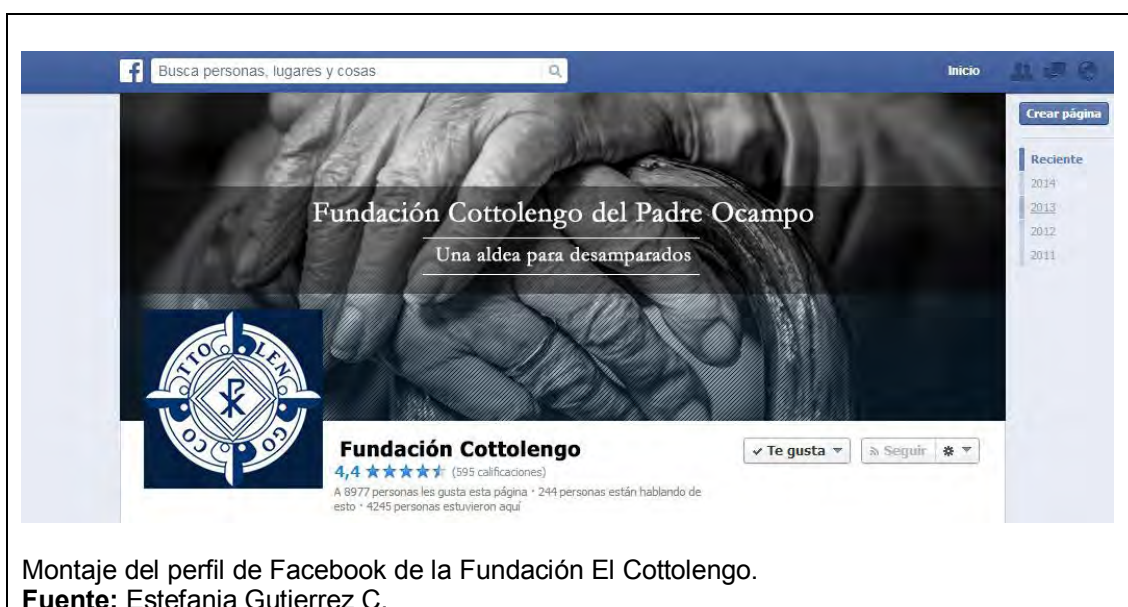 Busca personas, lugares y cosas
Inicio
Crear página
Reciente
2014
2013
2012
2011
Fundación Cottolengo del Padre Ocampo
Una aldea para desamparados
COTTOLENGO
Fundación Cottolengo
4,4 (595 calificaciones)
A 8977 personas les gusta esta página · 244 personas están hablando de
esto · 4245 personas estuvieron aquí
Te gusta
Seguir
Montaje del perfil de Facebook de la Fundación El Cottolengo.
Fuente: Estefania Gutierrez C.